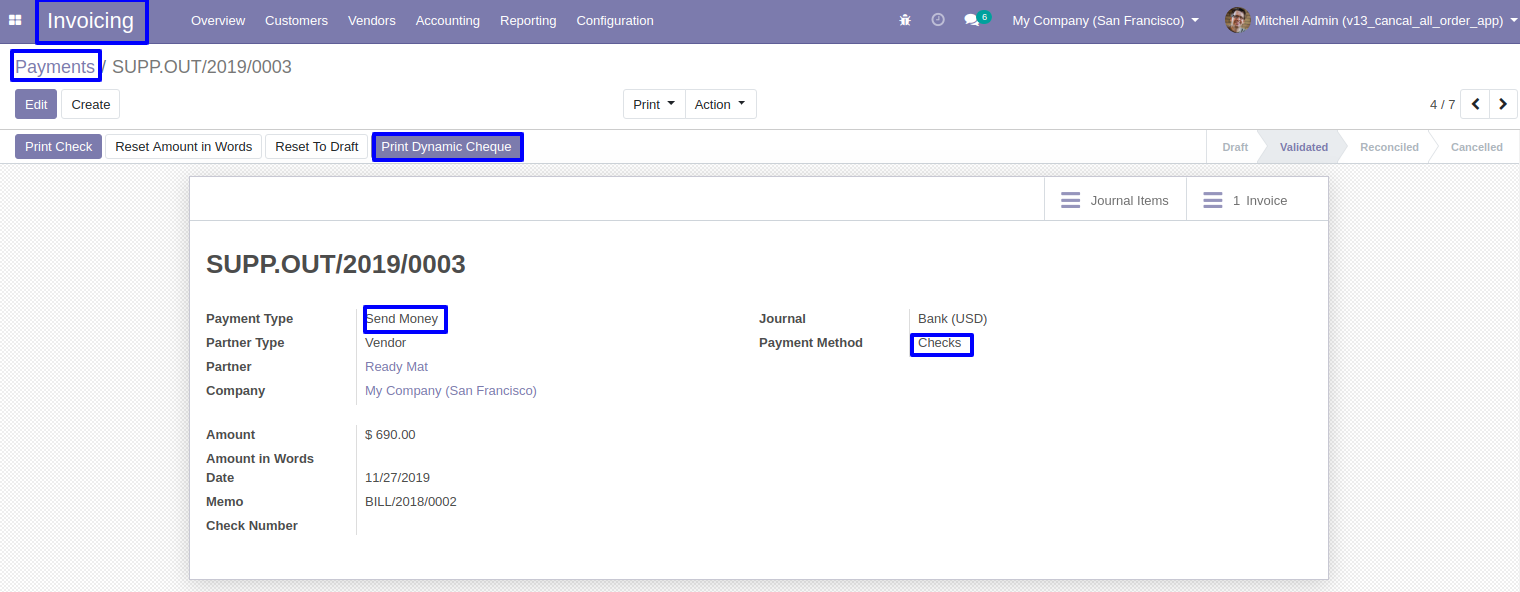 Invoicing Overview Customers Vendors Accounting Reporting Configuration 6 My Company (San Francisco) Mitchell Admin (v13_cancal_all_order_app)
Payments / SUPP.OUT/2019/0003
Edit Create Print Action 4 / 7
Print Check Reset Amount in Words Reset To Draft Print Dynamic Cheque Draft Validated Reconciled Cancelled
Journal Items 1 Invoice
SUPP.OUT/2019/0003
Payment Type Send Money Journal Bank (USD)
Partner Type Vendor Payment Method Checks
Partner Ready Mat
Company My Company (San Francisco)
Amount $ 690.00
Amount in Words
Date 11/27/2019
Memo BILL/2018/0002
Check Number